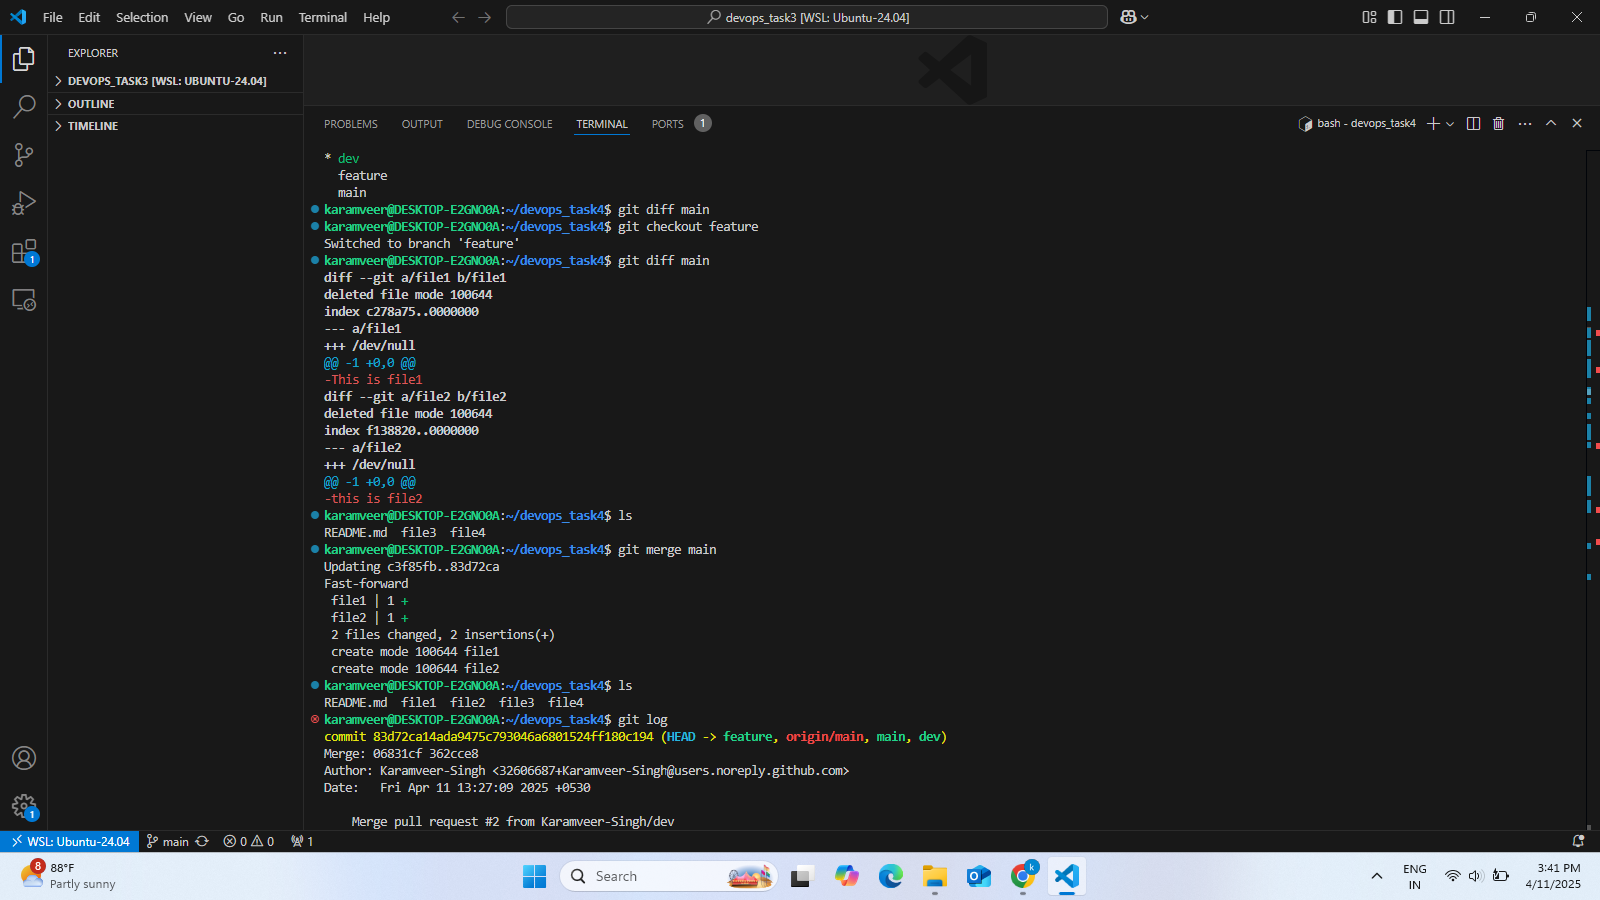 File Edit Selection View Go Run Terminal Help
devops_task3 [WSL: Ubuntu-24.04]
EXPLORER
DEVOPS_TASK3 [WSL: UBUNTU-24.04]
OUTLINE
TIMELINE
PROBLEMS OUTPUT DEBUG CONSOLE TERMINAL PORTS 1
bash - devops_task4
* dev
feature
main
karamveer@DESKTOP-E2GNO0A:~/devops_task4$ git diff main
karamveer@DESKTOP-E2GNO0A:~/devops_task4$ git checkout feature
Switched to branch 'feature'
karamveer@DESKTOP-E2GNO0A:~/devops_task4$ git diff main
diff --git a/file1 b/file1
deleted file mode 100644
index c278a75..0000000
--- a/file1
+++ /dev/null
@@ -1 +0,0 @@
-This is file1
diff --git a/file2 b/file2
deleted file mode 100644
index f138820..0000000
--- a/file2
+++ /dev/null
@@ -1 +0,0 @@
-this is file2
karamveer@DESKTOP-E2GNO0A:~/devops_task4$ ls
README.md file3 file4
karamveer@DESKTOP-E2GNO0A:~/devops_task4$ git merge main
Updating c3f85fb..83d72ca
Fast-forward
file1 | 1 +
file2 | 1 +
2 files changed, 2 insertions(+)
create mode 100644 file1
create mode 100644 file2
karamveer@DESKTOP-E2GNO0A:~/devops_task4$ ls
README.md file1 file2 file3 file4
karamveer@DESKTOP-E2GNO0A:~/devops_task4$ git log
commit 83d72ca14ada9475c793046a6801524ff180c194 (HEAD -> feature, origin/main, main, dev)
Merge: 06831cf 362cce8
Author: Karamveer-Singh <32606687+Karamveer-Singh@users.noreply.github.com>
Date: Fri Apr 11 13:27:09 2025 +0530
Merge pull request #2 from Karamveer-Singh/dev
1
1
WSL: Ubuntu-24.04 main 0 0 1
8
88°F
Partly sunny
Search
k
ENG
IN
3:41 PM
4/11/2025